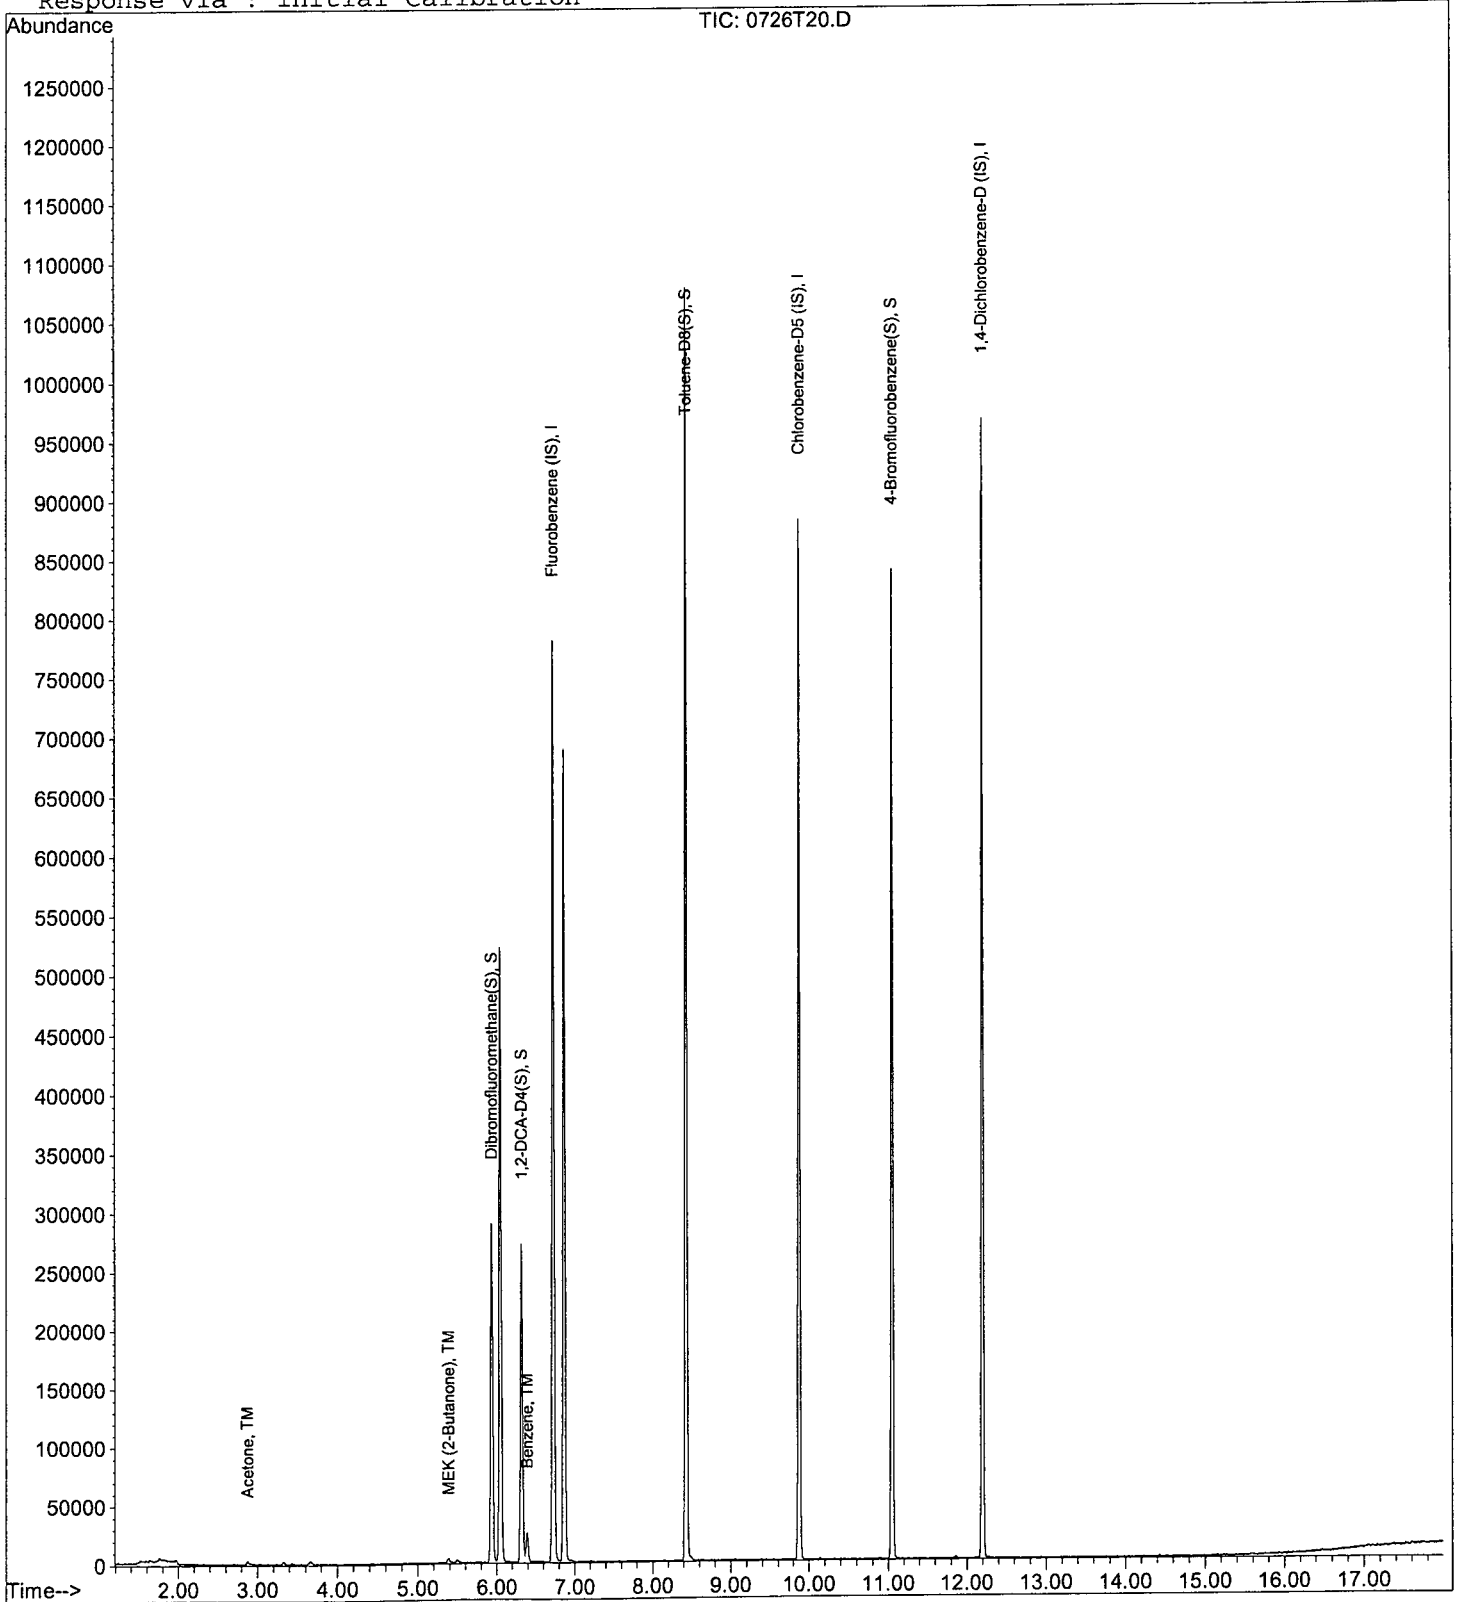 Response via : Initial Calibration
Abundance
TIC: 0726T20.D
1250000
1200000
1150000
1100000
1050000
1000000
950000
900000
850000
800000
750000
700000
650000
600000
550000
500000
450000
400000
350000
300000
250000
200000
150000
100000
50000
0
Acetone, TM
MEK (2-Butanone), TM
Dibromofluoromethane(S), S
1,2-DCA-D4(S), S
Benzene, TM
Fluorobenzene (IS), I
Toluene-D8(S), S
Chlorobenzene-D5 (IS), I
4-Bromofluorobenzene(S), S
1,4-Dichlorobenzene-D (IS), I
Time--> 2.00 3.00 4.00 5.00 6.00 7.00 8.00 9.00 10.00 11.00 12.00 13.00 14.00 15.00 16.00 17.00